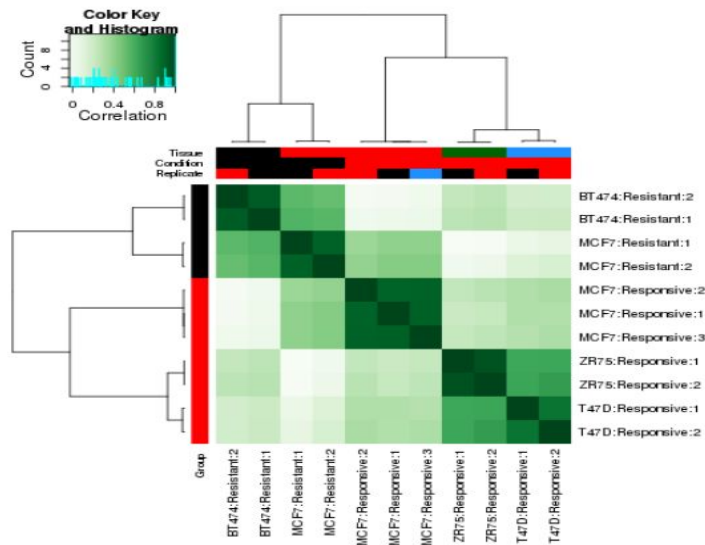 Color Key
and Histogram
Count
0 4 8
0 0.4 0.8
Correlation
Tissue
Condition
Replicate
BT474:Resistant:2
BT474:Resistant:1
MCF7:Resistant:1
MCF7:Resistant:2
MCF7:Responsive:2
MCF7:Responsive:1
MCF7:Responsive:3
ZR75:Responsive:1
ZR75:Responsive:2
T47D:Responsive:1
T47D:Responsive:2
Group
BT474:Resistant:2
BT474:Resistant:1
MCF7:Resistant:1
MCF7:Resistant:2
MCF7:Responsive:2
MCF7:Responsive:1
MCF7:Responsive:3
ZR75:Responsive:1
ZR75:Responsive:2
T47D:Responsive:1
T47D:Responsive:2